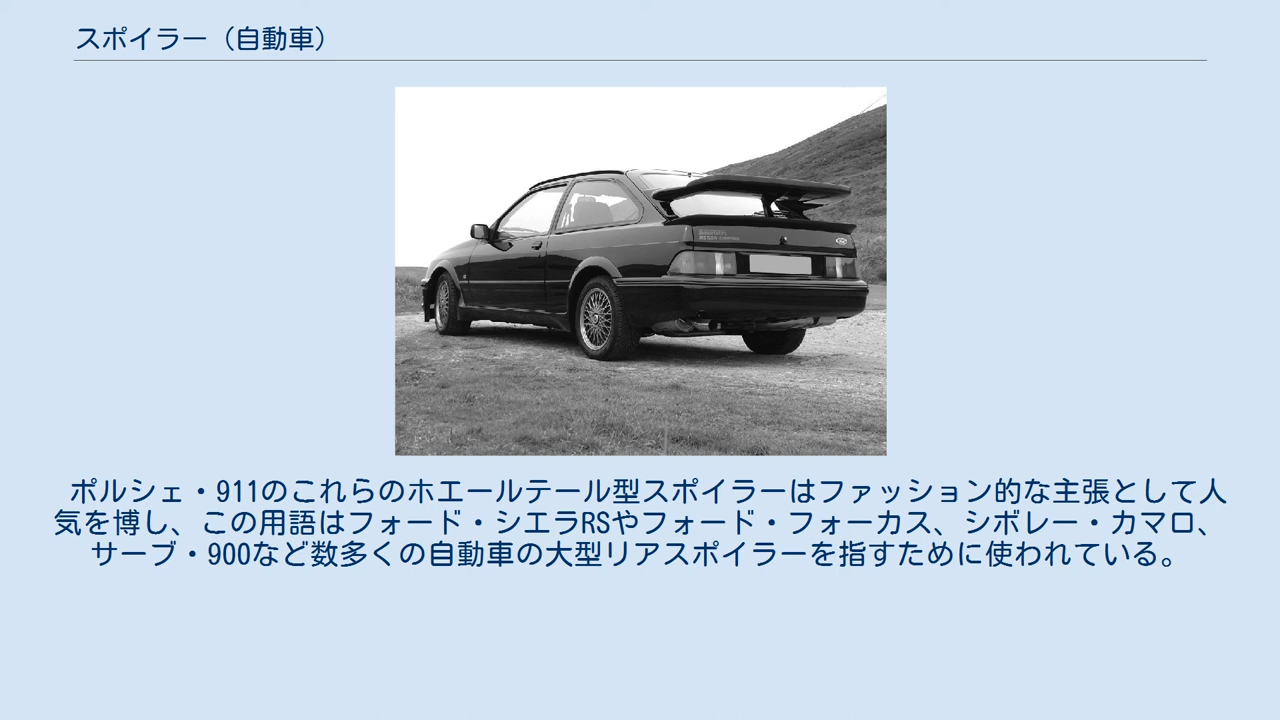 スポイラー（自動車）
ポルシェ・911のこれらのホエールテール型スポイラーはファッション的な主張として人
気を博し、この用語はフォード・シエラRSやフォード・フォーカス、シボレー・カマロ、
サーブ・900など数多くの自動車の大型リアスポイラーを指すために使われている。